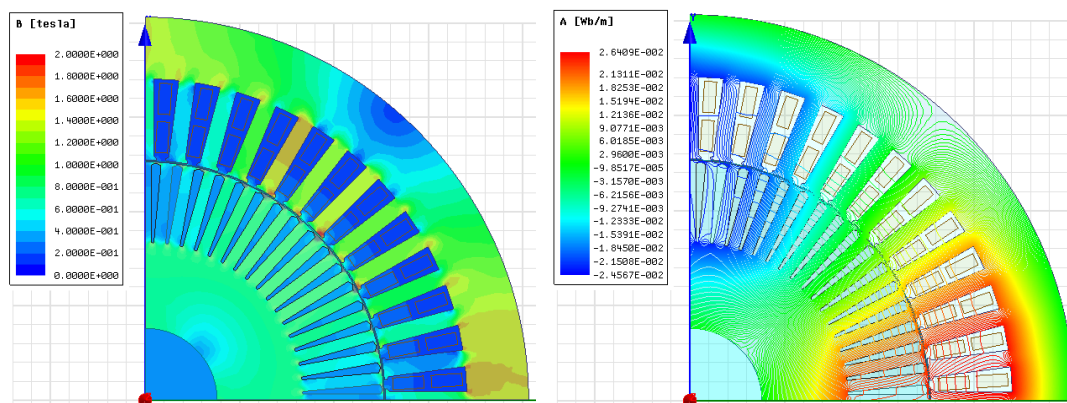 B [tesla]
2.0000E+000
1.8000E+000
1.6000E+000
1.4000E+000
1.2000E+000
1.0000E+000
8.0000E-001
6.0000E-001
4.0000E-001
2.0000E-001
0.0000E+000
A [Wb/m]
2.6409E-002
2.1311E-002
1.8253E-002
1.5194E-002
1.2136E-002
9.0771E-003
6.0185E-003
2.9600E-003
-9.8517E-005
-3.1570E-003
-6.2156E-003
-9.2741E-003
-1.2333E-002
-1.5391E-002
-1.8450E-002
-2.1508E-002
-2.4567E-002